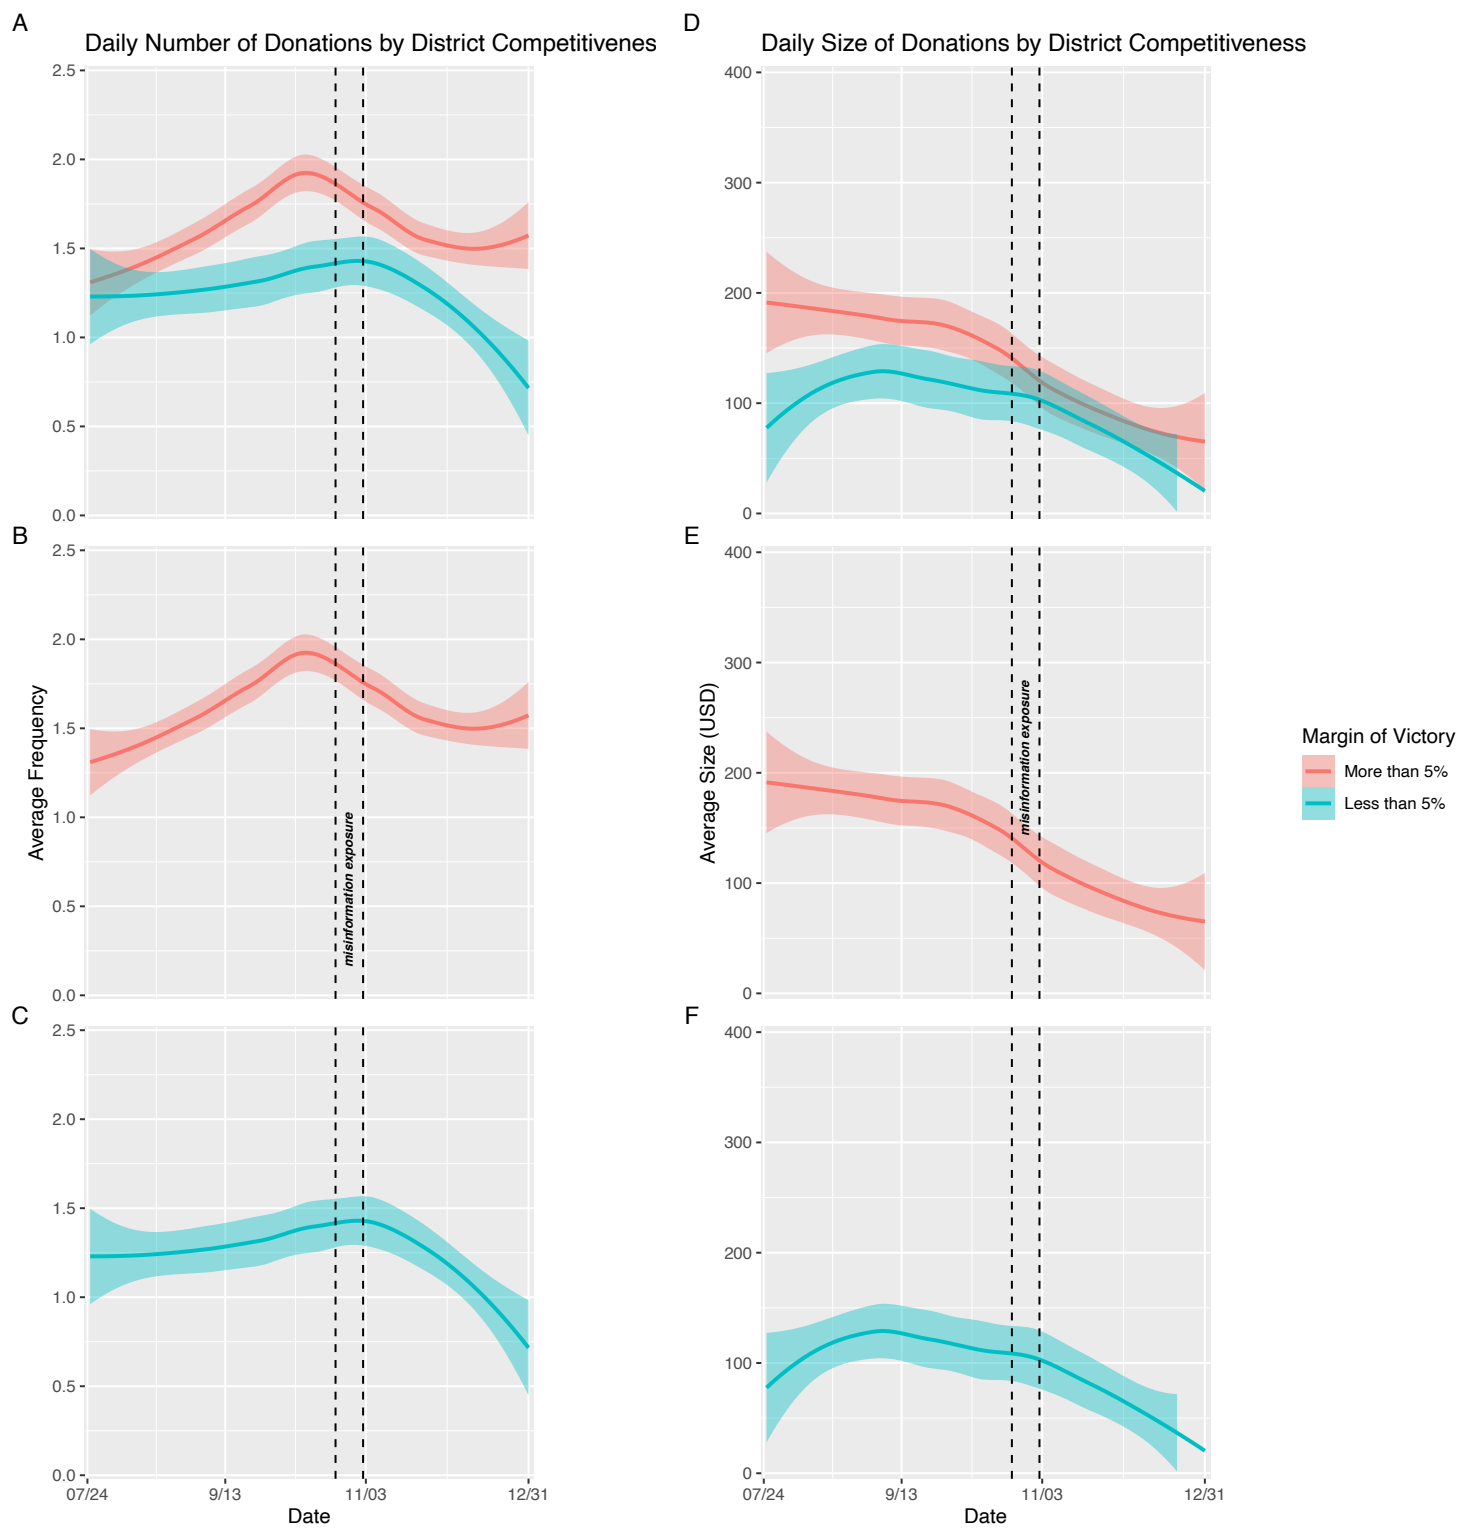 A
Daily Number of Donations by District Competitivenes
2.5
2.0
1.5
1.0
0.5
0.0
D
Daily Size of Donations by District Competitiveness
400
300
200
100
0
B
2.5
2.0
1.5
1.0
0.5
0.0
Average Frequency
misinformation exposure
E
400
300
200
100
0
Average Size (USD)
misinformation exposure
Margin of Victory
More than 5%
Less than 5%
C
2.5
2.0
1.5
1.0
0.5
0.0
07/24
9/13
11/03
12/31
Date
F
400
300
200
100
0
07/24
9/13
11/03
12/31
Date